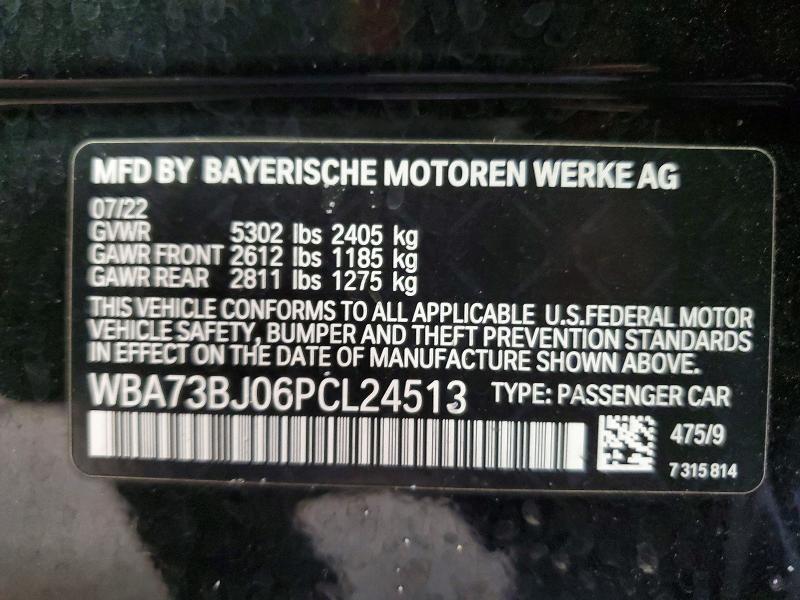 MFD BY BAYERISCHE MOTOREN WERKE AG
07/22
GVWR 5302 lbs 2405 kg
GAWR FRONT 2612 lbs 1185 kg
GAWR REAR 2811 lbs 1275 kg
THIS VEHICLE CONFORMS TO ALL APPLICABLE U.S.FEDERAL MOTOR
VEHICLE SAFETY, BUMPER AND THEFT PREVENTION STANDARDS
IN EFFECT ON THE DATE OF MANUFACTURE SHOWN ABOVE.
WBA73BJ06PCL24513 TYPE: PASSENGER CAR
475/9
7 315 814